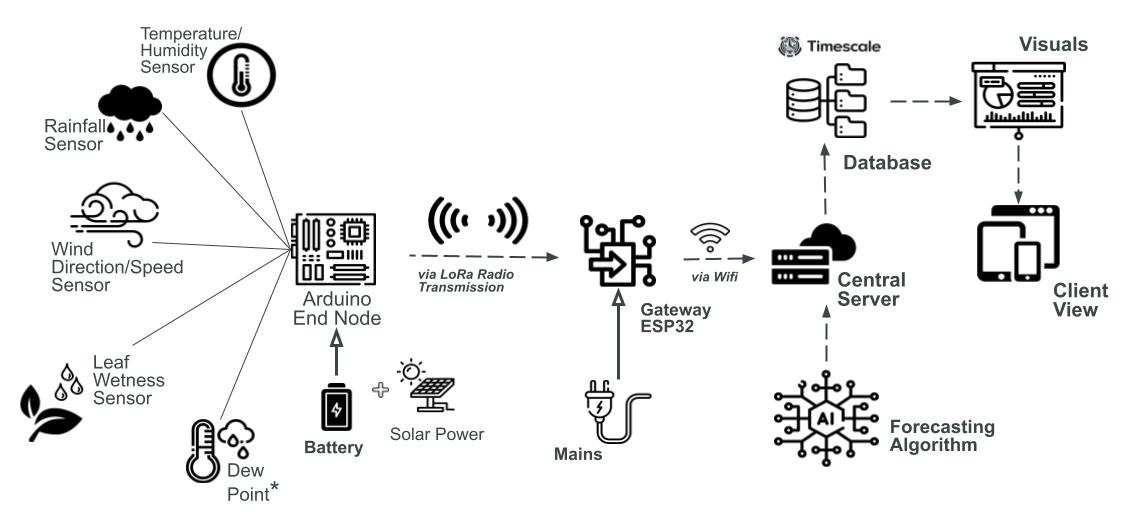 Temperature/
Humidity
Sensor
Rainfall
Sensor
Wind
Direction/Speed
Sensor
Leaf
Wetness
Sensor
Dew
Point*
Arduino
End Node
Battery
Solar Power
via LoRa Radio
Transmission
Gateway
ESP32
Mains
via Wifi
Timescale
Database
Central
Server
AI
Forecasting
Algorithm
Visuals
Client
View